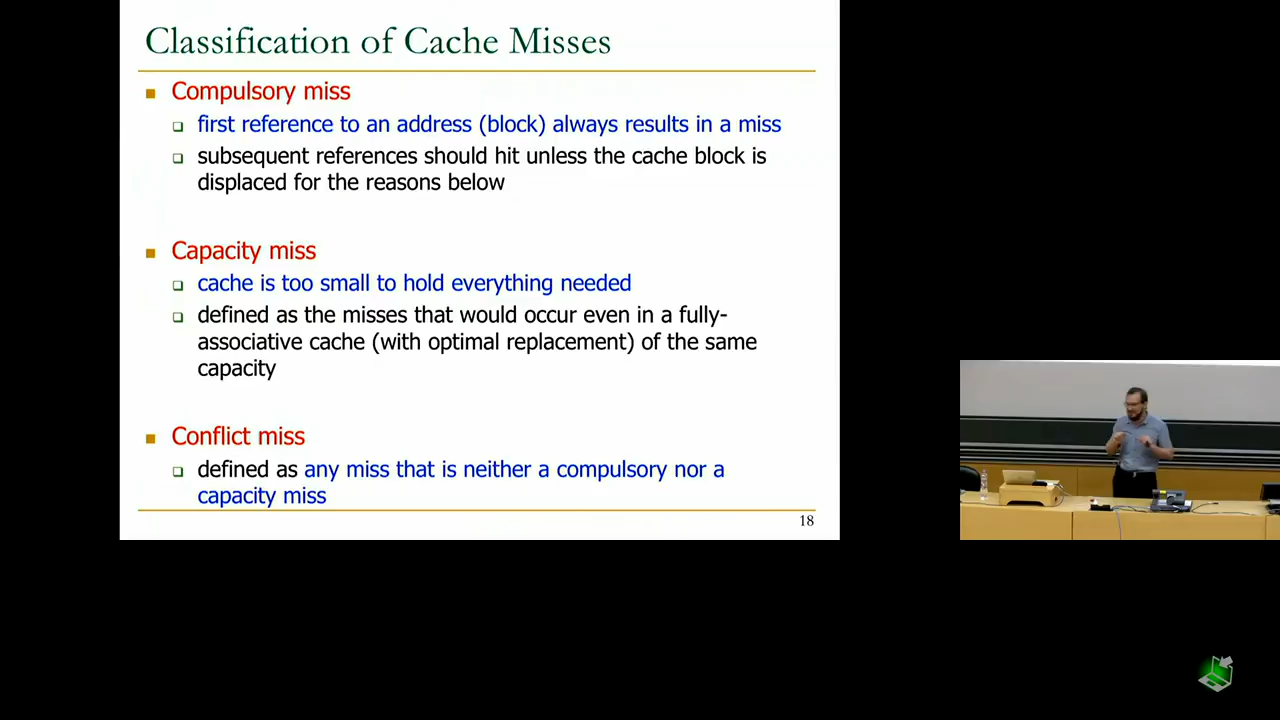 Classification of Cache Misses
Compulsory miss
first reference to an address (block) always results in a miss
subsequent references should hit unless the cache block is
displaced for the reasons below
Capacity miss
cache is too small to hold everything needed
defined as the misses that would occur even in a fully-
associative cache (with optimal replacement) of the same
capacity
Conflict miss
defined as any miss that is neither a compulsory nor a
capacity miss
18